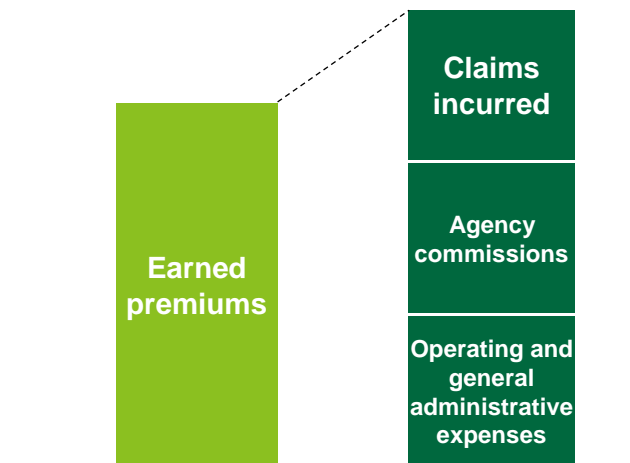 Claims
incurred
Agency
commissions
Earned
premiums
Operating and
general
administrative
expenses